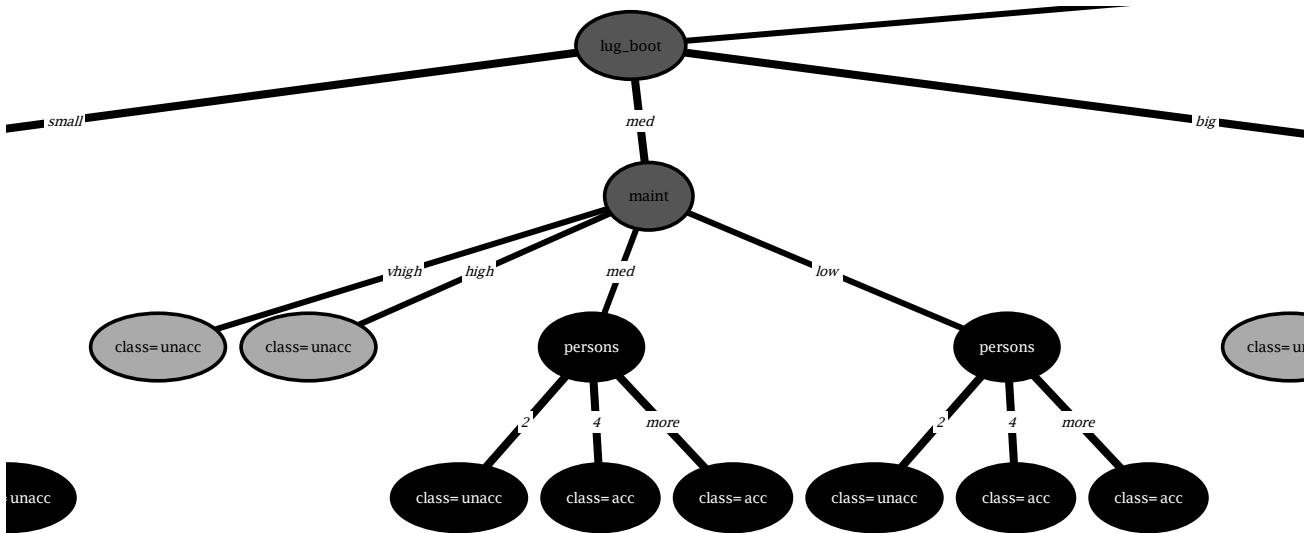 lug_boot
small
med
big
maint
vhigh
high
med
low
class=unacc
class=unacc
persons
persons
2
4
more
2
4
more
unacc
class=unacc
class=acc
class=acc
class=unacc
class=acc
class=acc